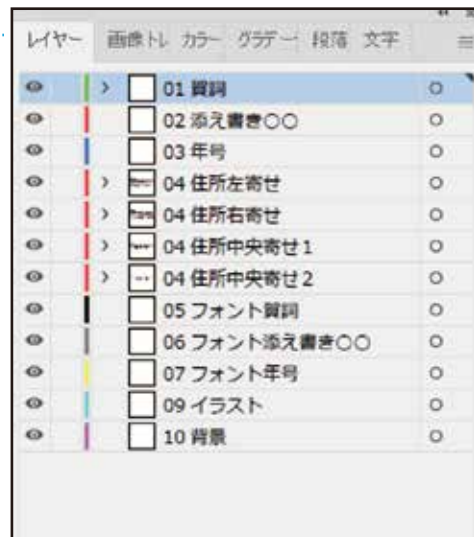 レイヤー 画像トレ カラー グラデー 段落 文字
01 賀詞
02 添え書き○○
03 年号
04 住所左寄せ
04 住所右寄せ
04 住所中央寄せ1
04 住所中央寄せ2
05 フォント賀詞
06 フォント添え書き○○
07 フォント年号
09 イラスト
10 背景